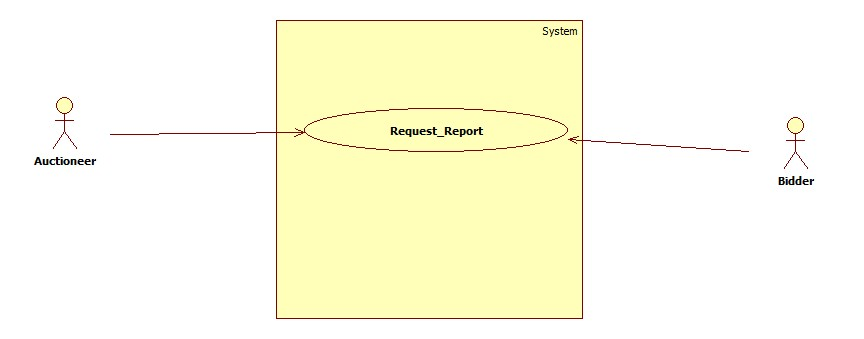 System
Request_Report
Auctioneer
Bidder